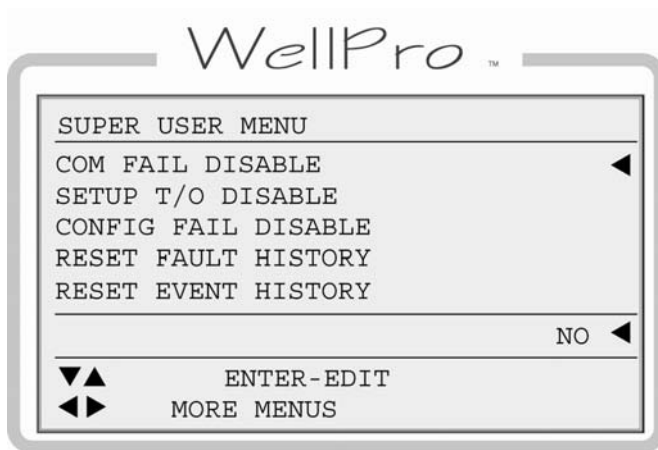 WellPro ™
SUPER USER MENU
COM FAIL DISABLE ◀
SETUP T/O DISABLE
CONFIG FAIL DISABLE
RESET FAULT HISTORY
RESET EVENT HISTORY
NO ◀
▼▲ ENTER-EDIT
◀▶ MORE MENUS